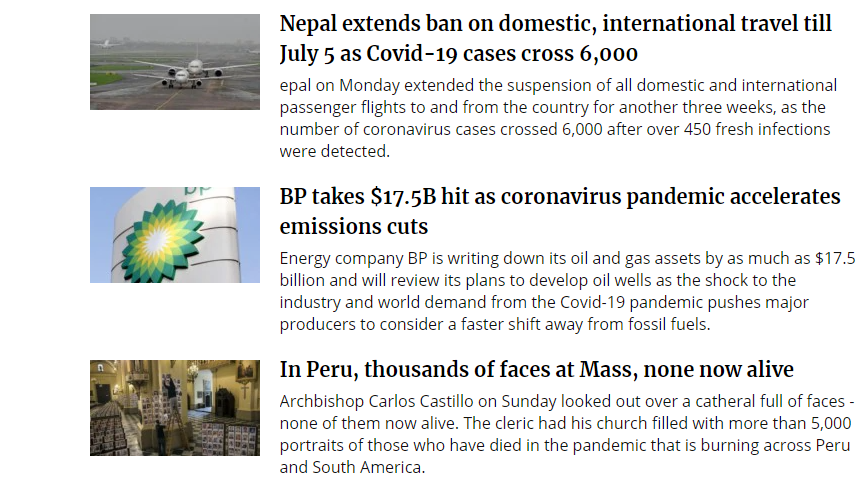 Nepal extends ban on domestic, international travel till
July 5 as Covid-19 cases cross 6,000
epal on Monday extended the suspension of all domestic and international
passenger flights to and from the country for another three weeks, as the
number of coronavirus cases crossed 6,000 after over 450 fresh infections
were detected.
bp
BP takes $17.5B hit as coronavirus pandemic accelerates
emissions cuts
Energy company BP is writing down its oil and gas assets by as much as $17.5
billion and will review its plans to develop oil wells as the shock to the
industry and world demand from the Covid-19 pandemic pushes major
producers to consider a faster shift away from fossil fuels.
In Peru, thousands of faces at Mass, none now alive
Archbishop Carlos Castillo on Sunday looked out over a catheral full of faces -
none of them now alive. The cleric had his church filled with more than 5,000
portraits of those who have died in the pandemic that is burning across Peru
and South America.